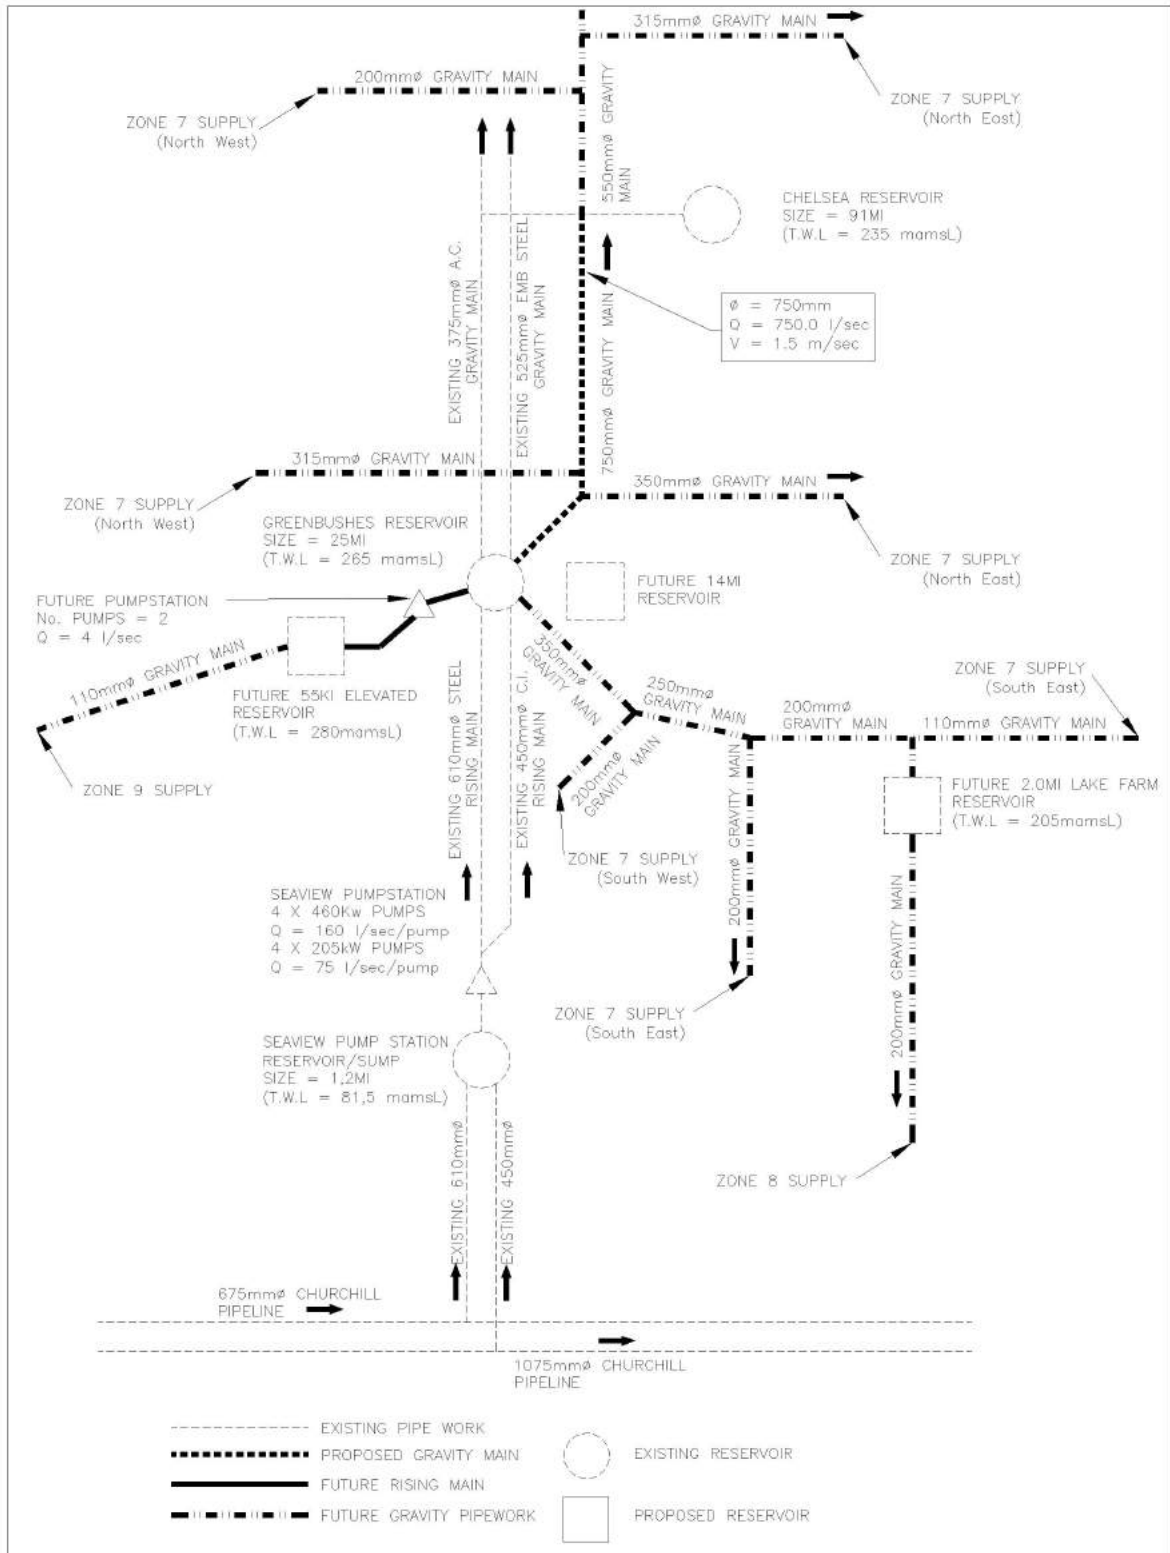 315mmø GRAVITY MAIN
200mmø GRAVITY MAIN
ZONE 7 SUPPLY
(North West)
550mmø GRAVITY
MAIN
ZONE 7 SUPPLY
(North East)
CHELSEA RESERVOIR
SIZE = 91Ml
(T.W.L = 235 mamsL)
EXISTING 375mmø A.C.
GRAVITY MAIN
EXISTING 525mmø EMB STEEL
GRAVITY MAIN
750mmø GRAVITY MAIN
ø = 750mm
Q = 750.0 l/sec
V = 1.5 m/sec
315mmø GRAVITY MAIN
350mmø GRAVITY MAIN
ZONE 7 SUPPLY
(North West)
GREENBUSHES RESERVOIR
SIZE = 25Ml
(T.W.L = 265 mamsL)
ZONE 7 SUPPLY
(North East)
FUTURE 14Ml
RESERVOIR
FUTURE PUMPSTATION
No. PUMPS = 2
Q = 4 l/sec
110mmø GRAVITY MAIN
FUTURE 55Kl ELEVATED
RESERVOIR
(T.W.L = 280mamsL)
ZONE 9 SUPPLY
350mmø
GRAVITY MAIN
250mmø
GRAVITY MAIN
200mmø
GRAVITY MAIN
110mmø GRAVITY MAIN
ZONE 7 SUPPLY
(South East)
200mmø
GRAVITY MAIN
EXISTING 610mmø STEEL
RISING MAIN
EXISTING 450mmø C.I.
RISING MAIN
200mmø GRAVITY MAIN
FUTURE 2.0Ml LAKE FARM
RESERVOIR
(T.W.L = 205mamsL)
ZONE 7 SUPPLY
(South West)
SEAVIEW PUMPSTATION
4 X 460Kw PUMPS
Q = 160 l/sec/pump
4 X 205kW PUMPS
Q = 75 l/sec/pump
200mmø GRAVITY MAIN
ZONE 7 SUPPLY
(South East)
SEAVIEW PUMP STATION
RESERVOIR/SUMP
SIZE = 1,2Ml
(T.W.L = 81,5 mamsL)
EXISTING 610mmø
EXISTING 450mmø
ZONE 8 SUPPLY
675mmø CHURCHILL
PIPELINE
1075mmø CHURCHILL
PIPELINE
EXISTING PIPE WORK
PROPOSED GRAVITY MAIN
FUTURE RISING MAIN
FUTURE GRAVITY PIPEWORK
EXISTING RESERVOIR
PROPOSED RESERVOIR